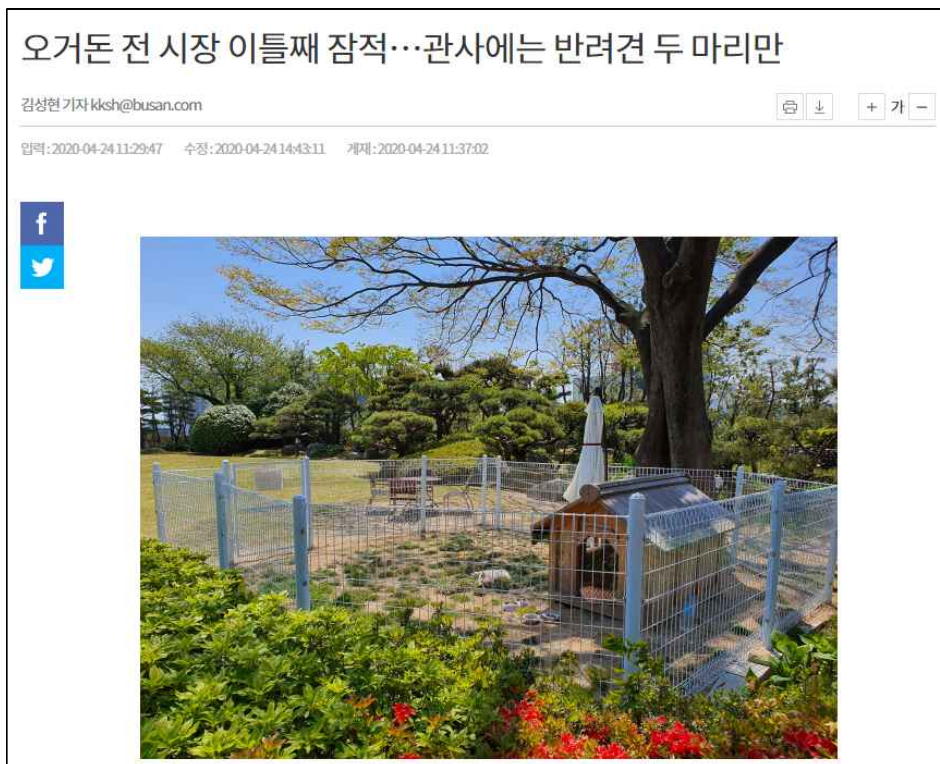 오거돈 전 시장 이틀째 잠적…관사에는 반려견 두 마리만
김성현 기자 kksh@busan.com
+ 가 −
입력 : 2020-04-24 11:29:47 수정 : 2020-04-24 14:43:11 게재 : 2020-04-24 11:37:02
f